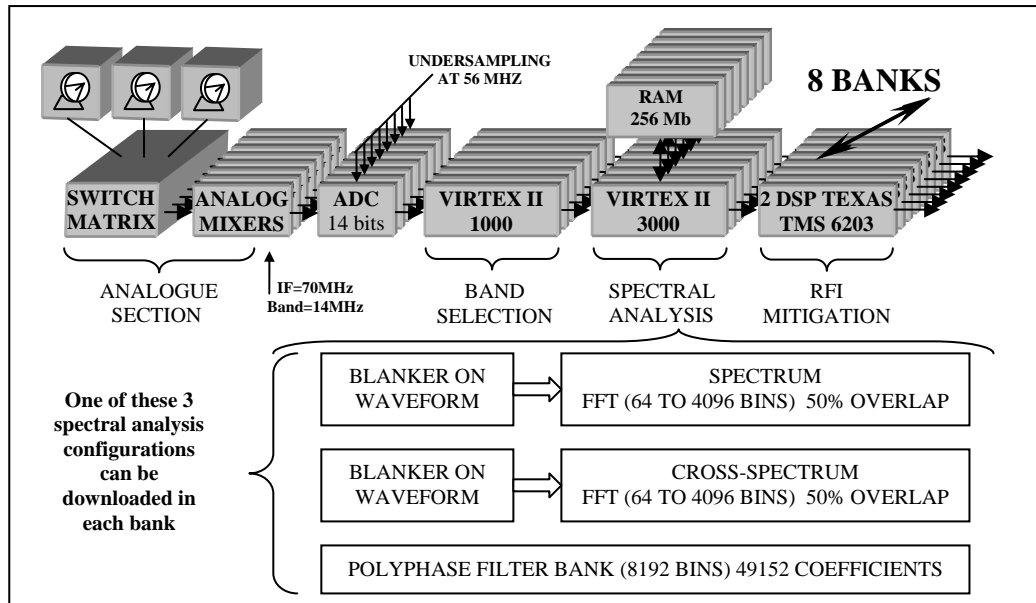 UNDERSAMPLING
AT 56 MHZ
RAM
256 Mb
8 BANKS
SWITCH
MATRIX
ANALOG
MIXERS
ADC
14 bits
VIRTEX II
1000
VIRTEX II
3000
2 DSP TEXAS
TMS 6203
ANALOGUE
SECTION
IF=70MHz
Band=14MHz
BAND
SELECTION
SPECTRAL
ANALYSIS
RFI
MITIGATION
One of these 3
spectral analysis
configurations
can be
downloaded in
each bank
BLANKER ON
WAVEFORM
SPECTRUM
FFT (64 TO 4096 BINS) 50% OVERLAP
BLANKER ON
WAVEFORM
CROSS-SPECTRUM
FFT (64 TO 4096 BINS) 50% OVERLAP
POLYPHASE FILTER BANK (8192 BINS) 49152 COEFFICIENTS